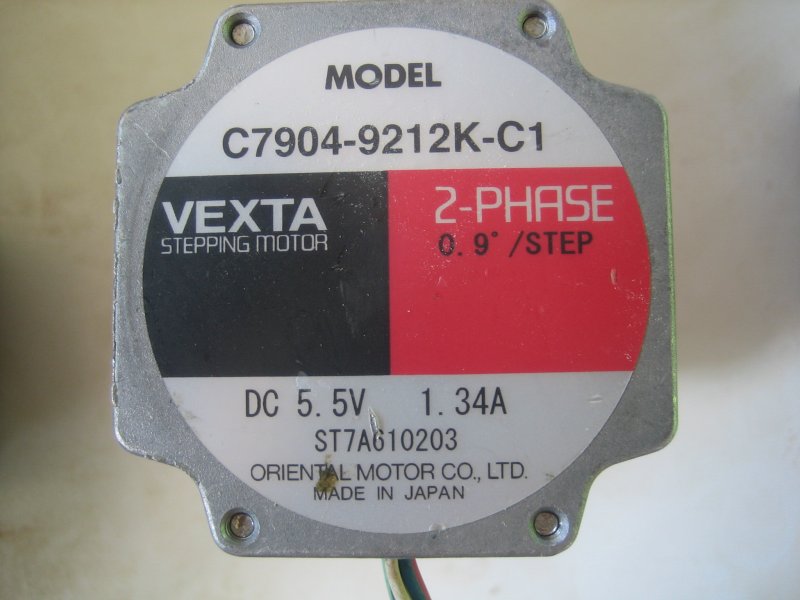 MODEL
C7904-9212K-C1
VEXTA
STEPPING MOTOR
2-PHASE
0.9°/STEP
DC 5.5V 1.34A
ST7A610203
ORIENTAL MOTOR CO., LTD.
MADE IN JAPAN